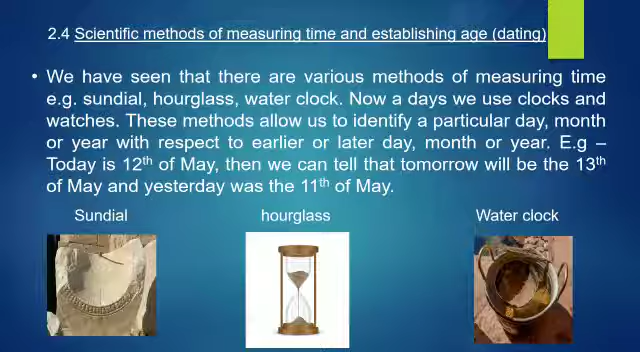 2.4 Scientific methods of measuring time and establishing age (dating)
• We have seen that there are various methods of measuring time
e.g. sundial, hourglass, water clock. Now a days we use clocks and
watches. These methods allow us to identify a particular day, month
or year with respect to earlier or later day, month or year. E.g –
Today is 12th of May, then we can tell that tomorrow will be the 13th
of May and yesterday was the 11th of May.
Sundial hourglass Water clock